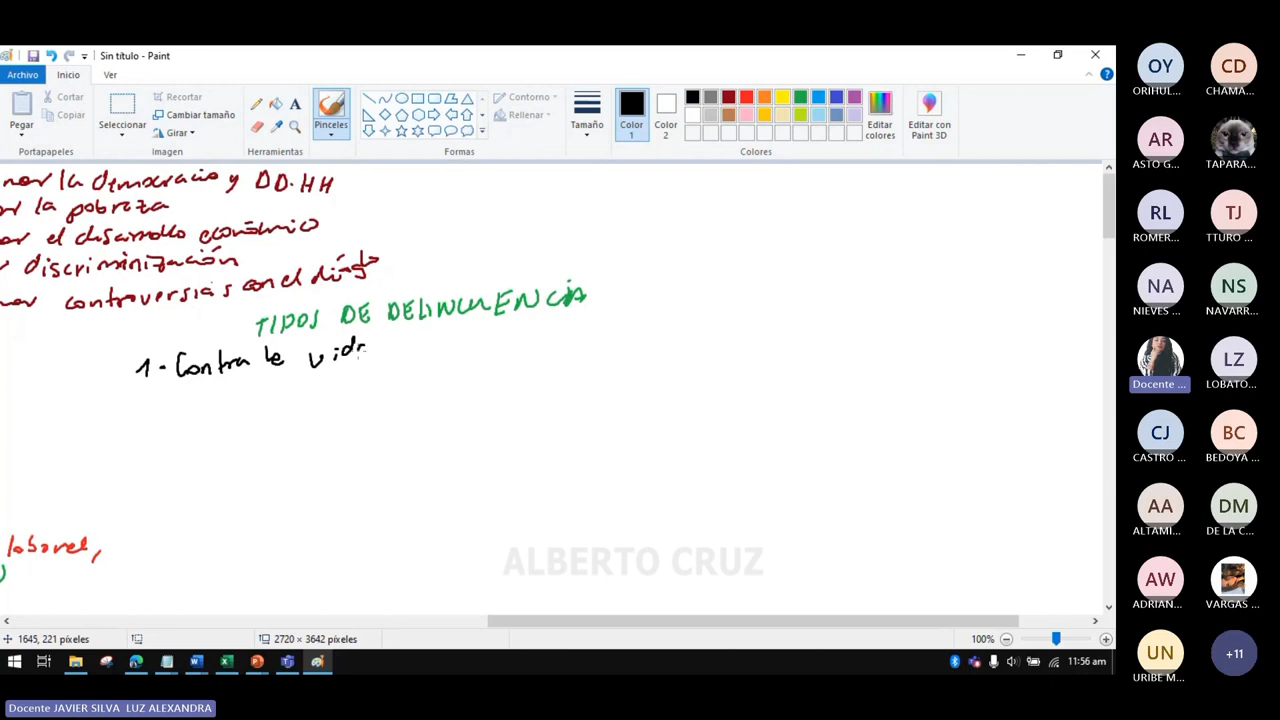 Sin título - Paint
Archivo Inicio Ver
Pegar
Cortar
Copiar
Portapapeles
Seleccionar
Recortar
Cambiar tamaño
Girar
Imagen
A
Herramientas
Pinceles
Contorno
Rellenar
Formas
Tamaño
Color 1
Color 2
Editar colores
Colores
Editar con Paint 3D
nar la democracia y DD.HH
ar la pobreza
ar el desarrollo económico
r discriminización
nar controversias con el
TIPOS DE DELINCUENCIA
1. Contra la vida
laboral,
ALBERTO CRUZ
1645, 221 píxeles
2720 × 3642 píxeles
100%
11:56 am
OY
ORIHUL...
CD
CHAMA...
AR
ASTO G...
TAPARA...
RL
ROMER...
TJ
TTURO ...
NA
NIEVES ...
NS
NAVARR...
Docente ...
LZ
LOBATO...
CJ
CASTRO ...
BC
BEDOYA ...
AA
ALTAMI...
DM
DE LA C...
AW
ADRIAN...
VARGAS ...
UN
URIBE M...
+11
Docente JAVIER SILVA LUZ ALEXANDRA